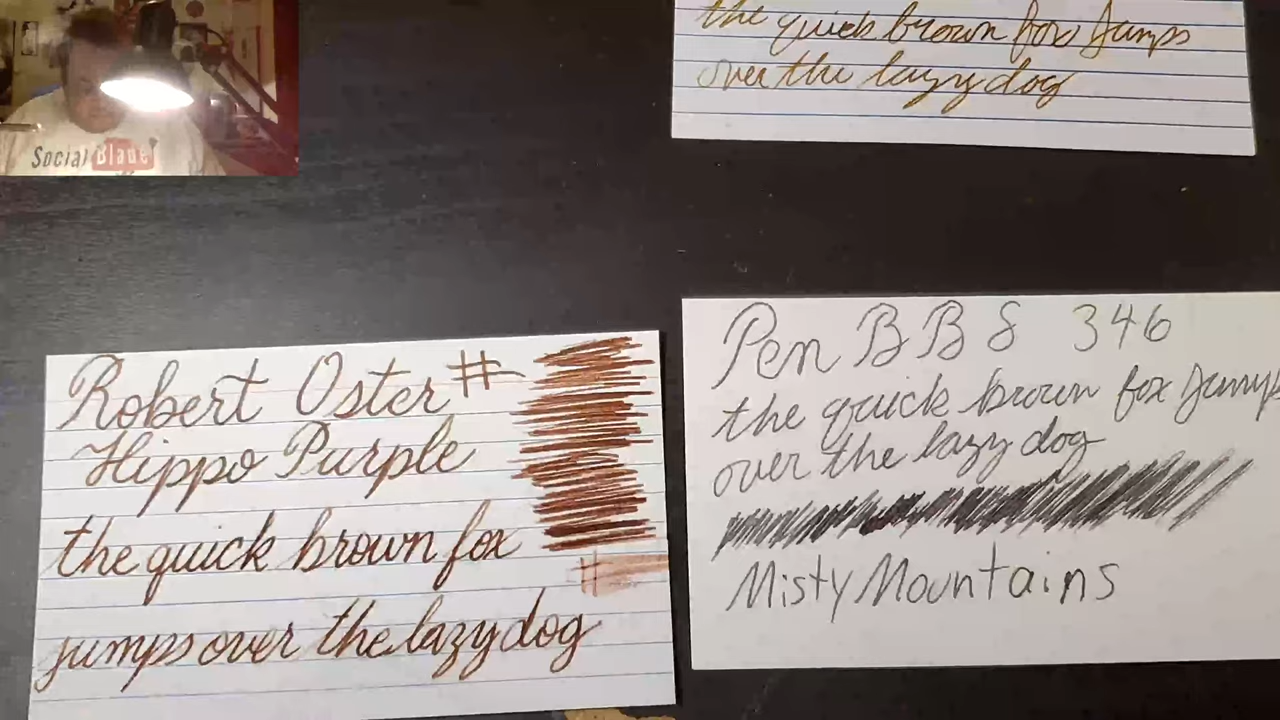 Social Blade
the quick brown fox Jumps
over the lazy dog
Robert Oster #
Hippo Purple
the quick brown fox
jumps over the lazy dog
#
Pen BBS 346
the quick brown fox Jumps
over the lazy dog
Misty Mountains